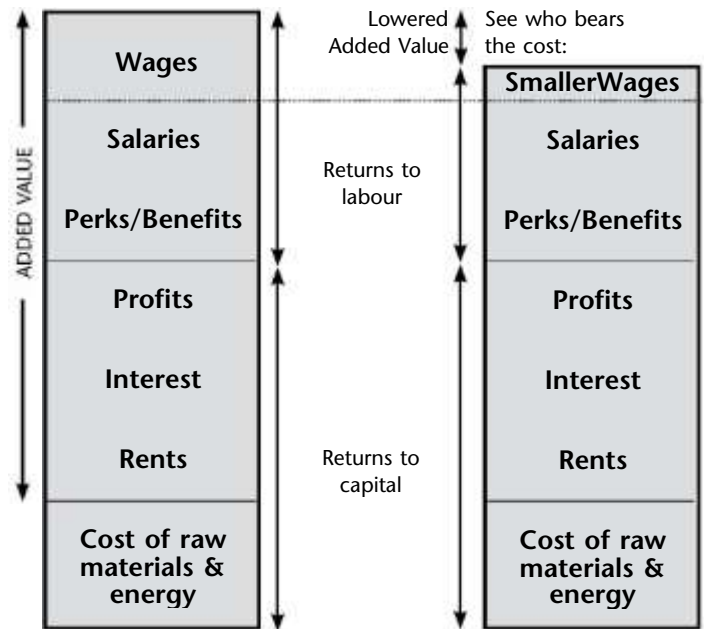 ADDED VALUE
Wages
Salaries
Perks/Benefits
Profits
Interest
Rents
Cost of raw
materials &
energy
Returns to
labour
Returns to
capital
Lowered
Added Value
See who bears
the cost:
SmallerWages
Salaries
Perks/Benefits
Profits
Interest
Rents
Cost of raw
materials &
energy